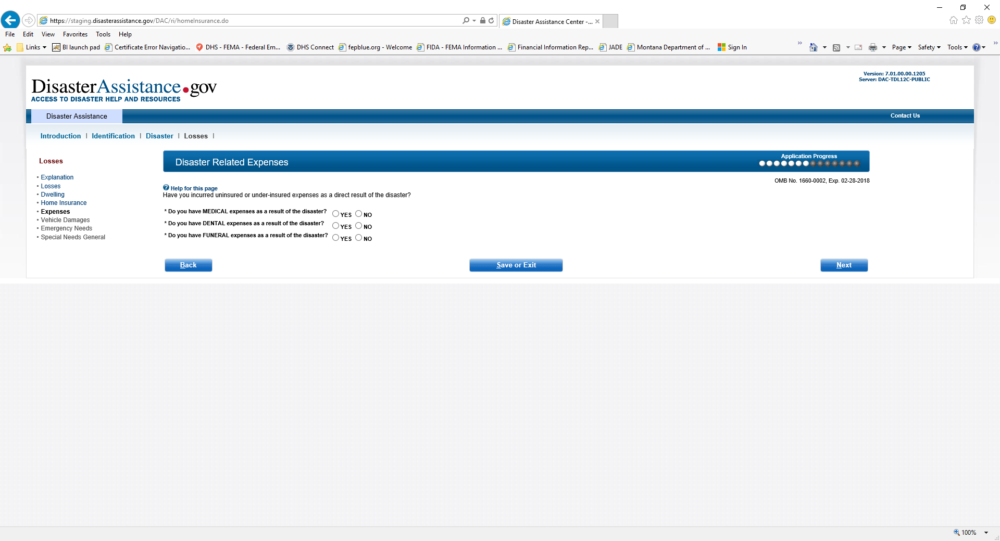 https://staging.disasterassistance.gov/DAC/ri/homeInsurance.do
Disaster Assistance Center -...
File Edit View Favorites Tools Help
Links BI launch pad Certificate Error Navigatio... DHS - FEMA - Federal Em... DHS Connect fepblue.org - Welcome FIDA - FEMA Information ... Financial Information Rep... JADE Montana Department of ... Sign In Page Safety Tools
Version: 7.01.00.00.1205
Server: DAC-TDL12C-PUBLIC
DisasterAssistance.gov
ACCESS TO DISASTER HELP AND RESOURCES
Disaster Assistance Contact Us
Introduction | Identification | Disaster | Losses |
Losses
• Explanation
• Losses
• Dwelling
• Home Insurance
• Expenses
• Vehicle Damages
• Emergency Needs
• Special Needs General
Disaster Related Expenses
Application Progress
OMB No. 1660-0002, Exp. 02-28-2018
Help for this page
Have you incurred uninsured or under-insured expenses as a direct result of the disaster?
* Do you have MEDICAL expenses as a result of the disaster? YES NO
* Do you have DENTAL expenses as a result of the disaster? YES NO
* Do you have FUNERAL expenses as a result of the disaster? YES NO
Back Save or Exit Next
100%